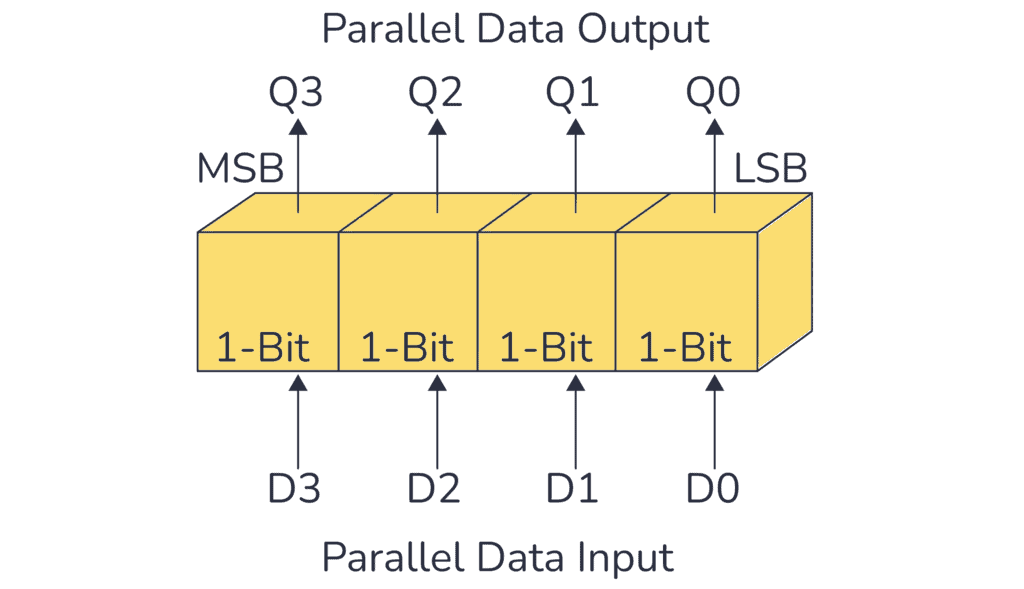 Parallel Data Output
Q3 Q2 Q1 Q0
MSB LSB
1-Bit 1-Bit 1-Bit 1-Bit
D3 D2 D1 D0
Parallel Data Input